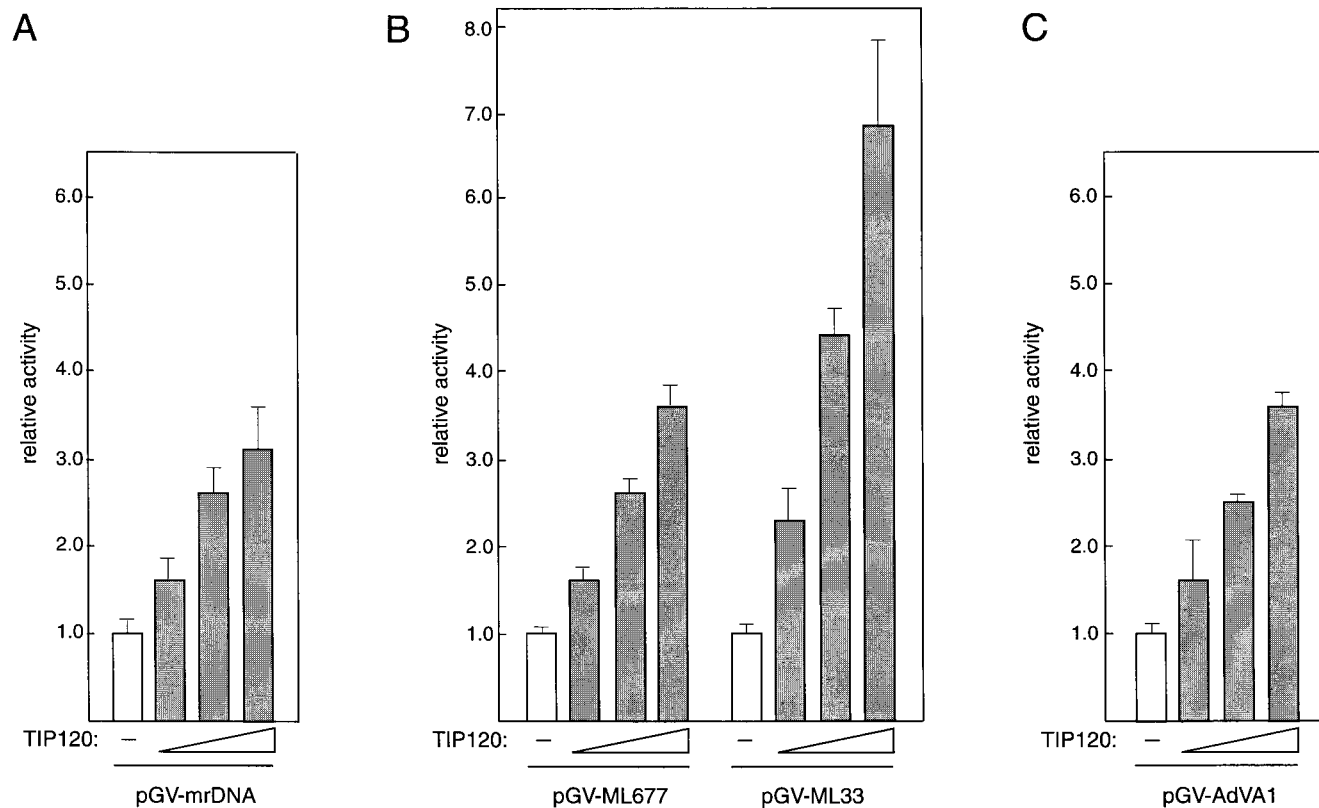 A
relative activity
6.0
5.0
4.0
3.0
2.0
1.0
TIP120: –
pGV-mrDNA
B
relative activity
8.0
7.0
6.0
5.0
4.0
3.0
2.0
1.0
TIP120: – –
pGV-ML677 pGV-ML33
C
relative activity
6.0
5.0
4.0
3.0
2.0
1.0
TIP120: –
pGV-AdVA1